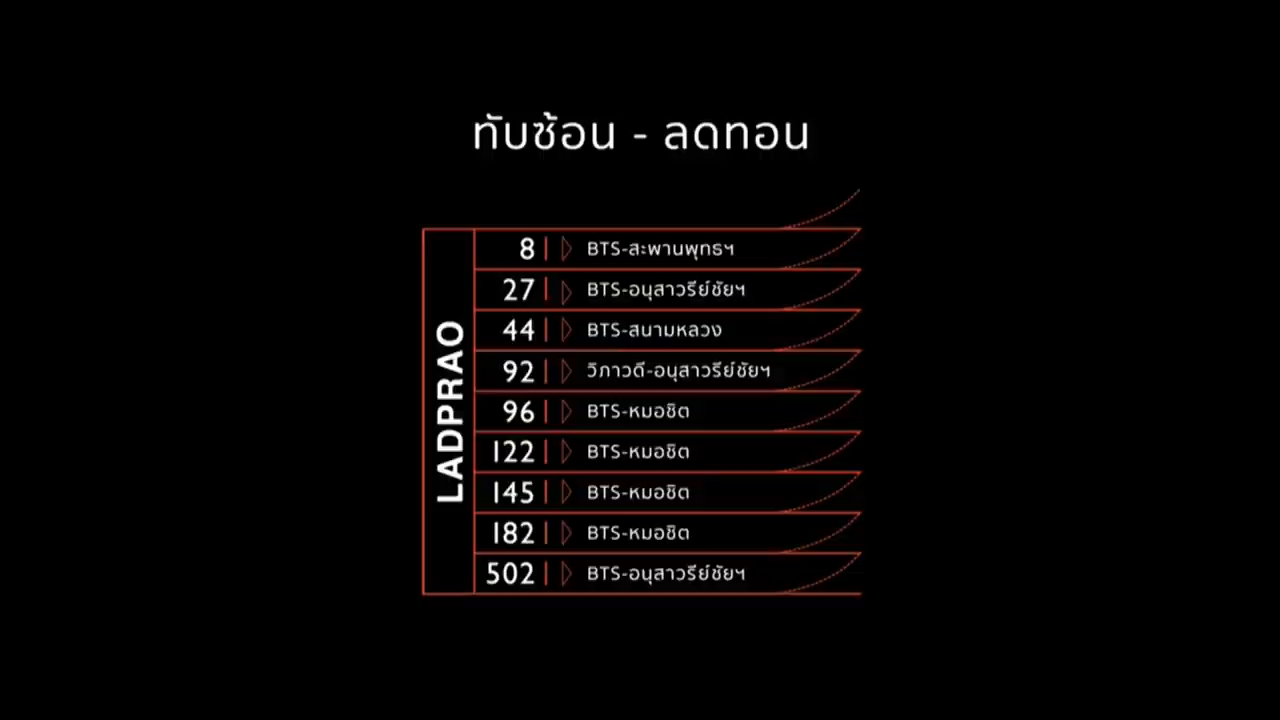 ทับซ้อน - ลดทอน
LADPRAO
8 BTS-สะพานพุทธฯ
27 BTS-อนุสาวรีย์ชัยฯ
44 BTS-สนามหลวง
92 วิภาวดี-อนุสาวรีย์ชัยฯ
96 BTS-หมอชิต
122 BTS-หมอชิต
145 BTS-หมอชิต
182 BTS-หมอชิต
502 BTS-อนุสาวรีย์ชัยฯ